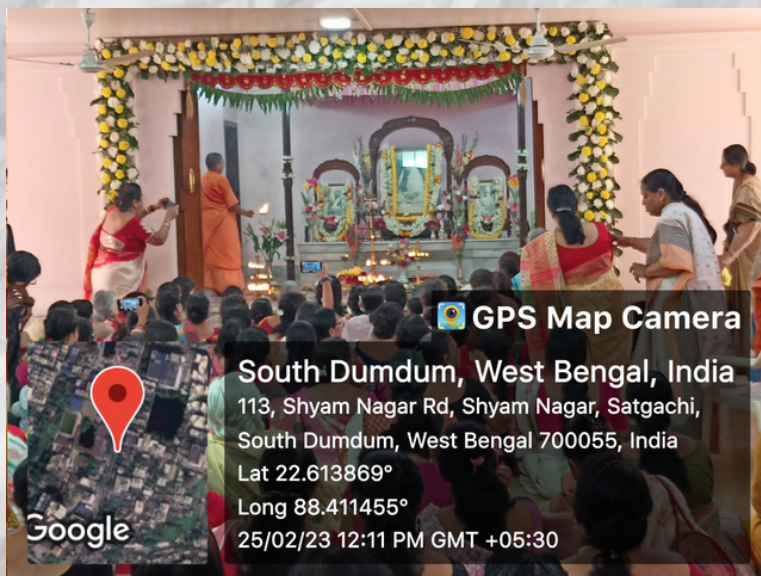 GPS Map Camera
South Dumdum, West Bengal, India
113, Shyam Nagar Rd, Shyam Nagar, Satgachi,
South Dumdum, West Bengal 700055, India
Lat 22.613869°
Long 88.411455°
25/02/23 12:11 PM GMT +05:30
Google